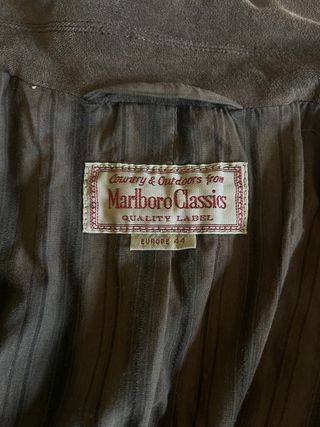 Country & Outdoors from
Marlboro Classics
QUALITY LABEL
EUROPE 44